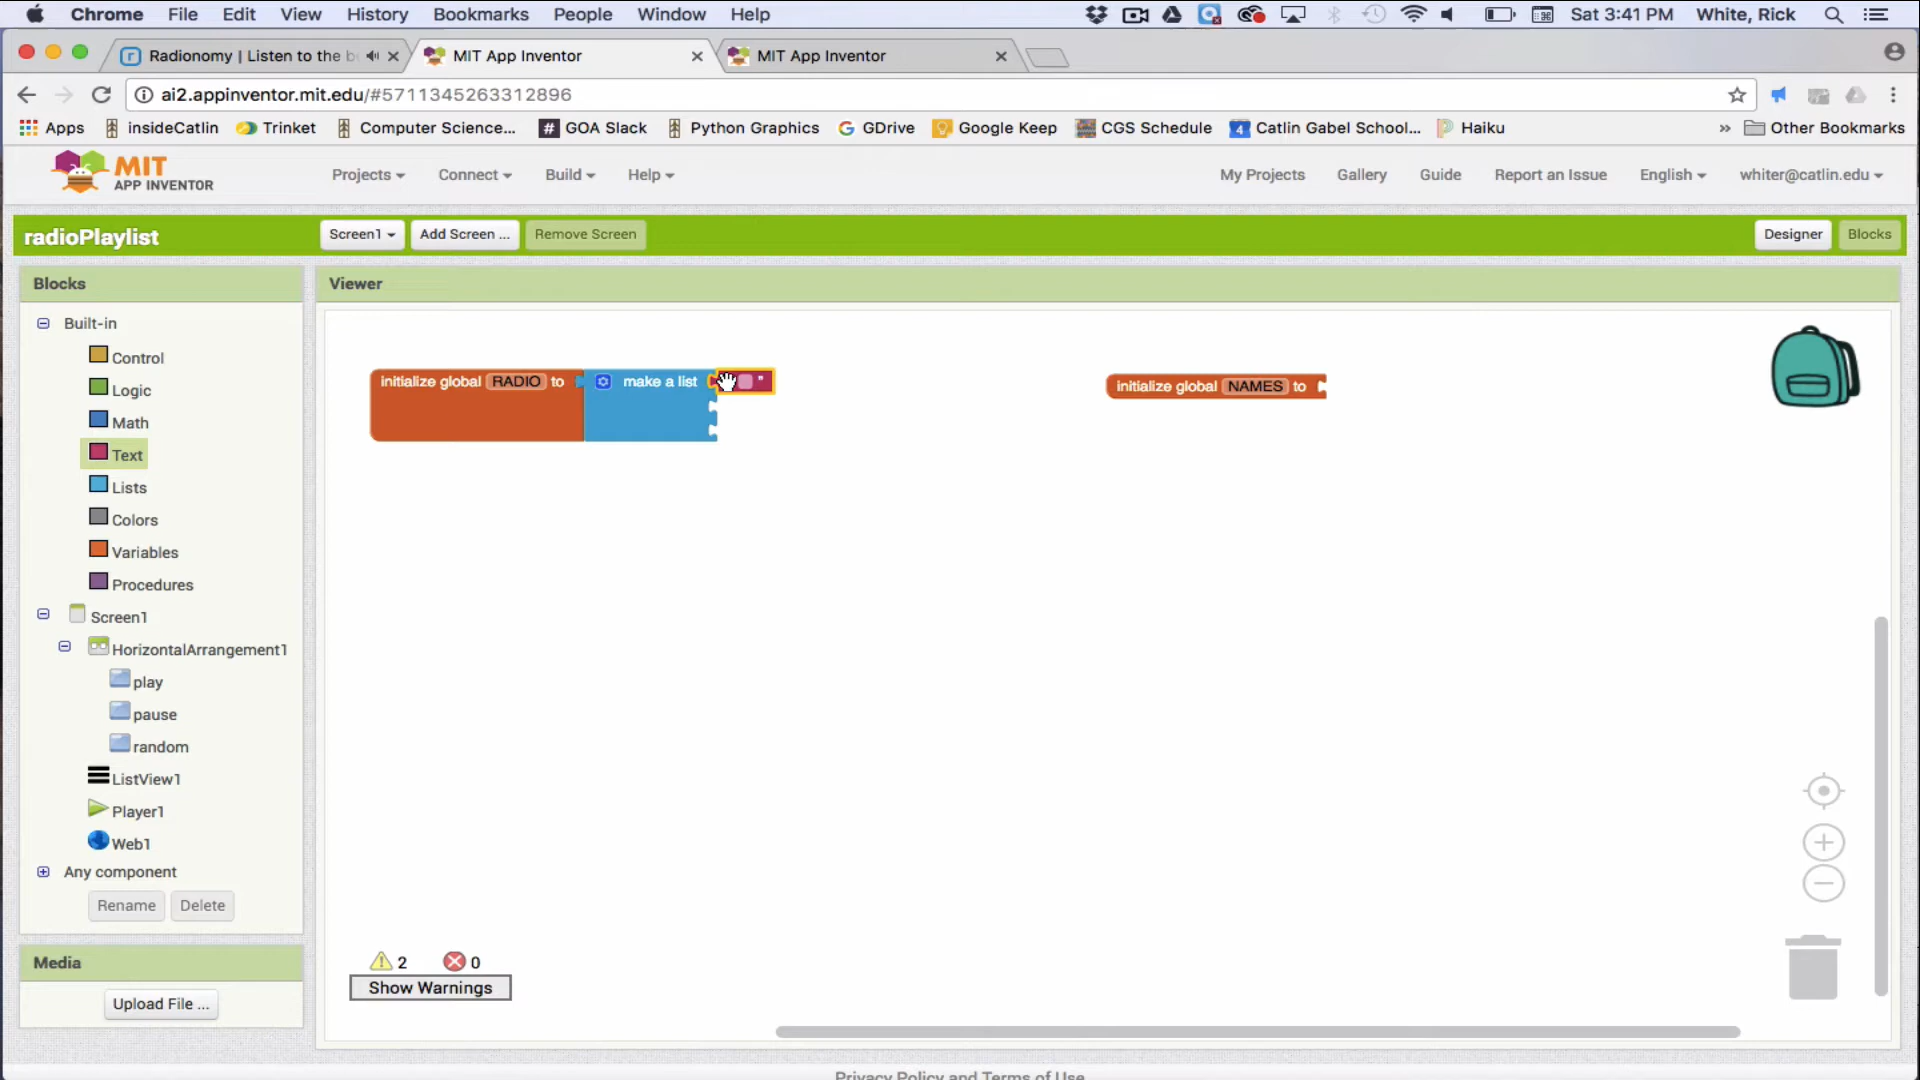 Chrome File Edit View History Bookmarks People Window Help Sat 3:41 PM White, Rick
Radionomy | Listen to the b
MIT App Inventor
MIT App Inventor
ai2.appinventor.mit.edu/#5711345263312896
Apps insideCatlin Trinket Computer Science... GOA Slack Python Graphics GDrive Google Keep CGS Schedule Catlin Gabel School... Haiku » Other Bookmarks
MIT
APP INVENTOR
Projects Connect Build Help My Projects Gallery Guide Report an Issue English whiter@catlin.edu
radioPlaylist Screen1 Add Screen ... Remove Screen Designer Blocks
Blocks
Viewer
Built-in
Control
Logic
Math
Text
Lists
Colors
Variables
Procedures
Screen1
HorizontalArrangement1
play
pause
random
ListView1
Player1
Web1
Any component
Rename Delete
Media
Upload File ...
initialize global RADIO to make a list "
initialize global NAMES to
2 0
Show Warnings
Privacy Policy and Terms of Use